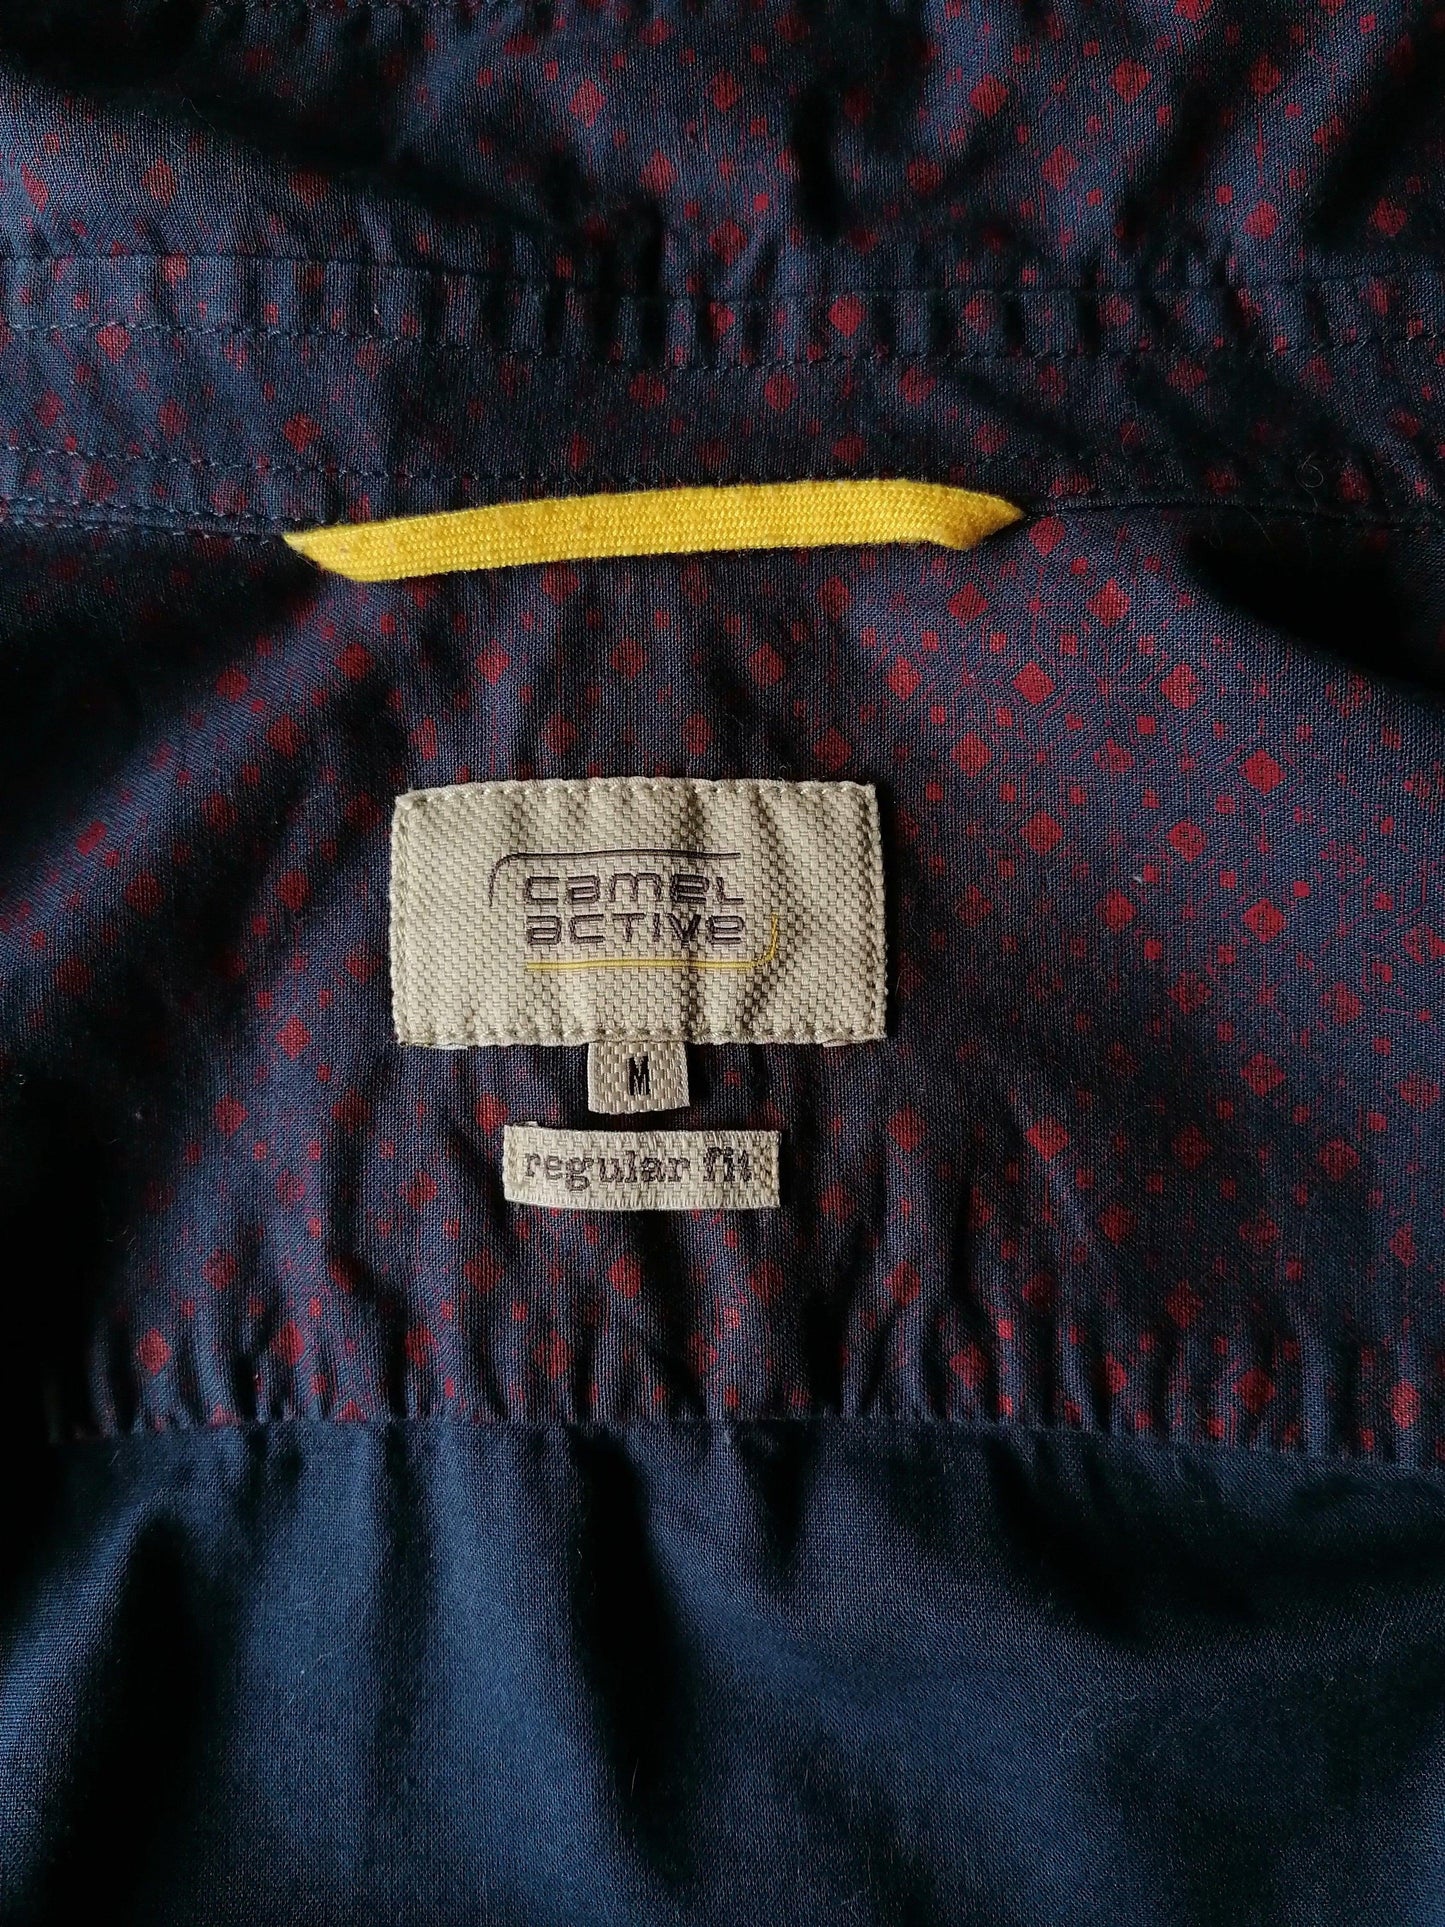 camel
active
M
regular fit